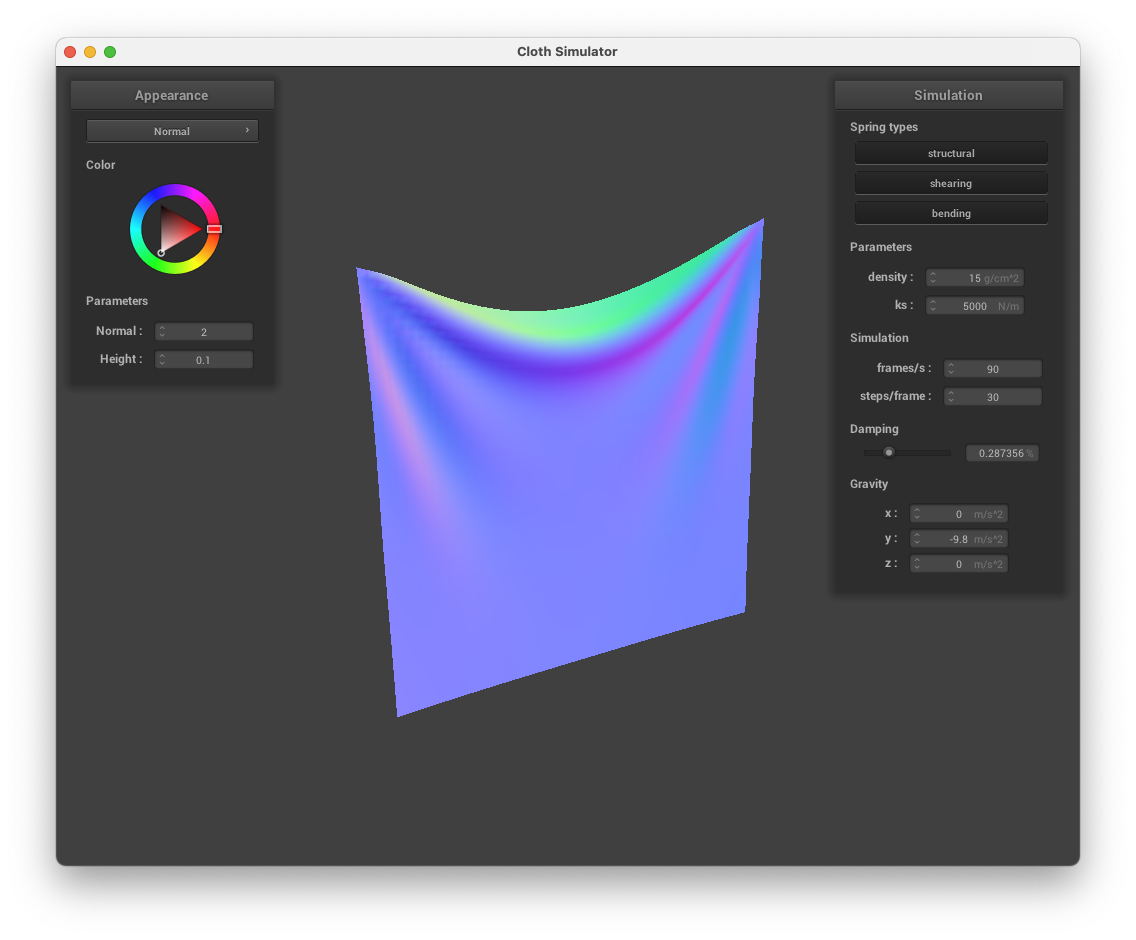 Cloth Simulator
Appearance
Normal ›
Color
Parameters
Normal : 2
Height : 0.1
Simulation
Spring types
structural
shearing
bending
Parameters
density : 15 g/cm^2
ks : 5000 N/m
Simulation
frames/s : 90
steps/frame : 30
Damping
0.287356 %
Gravity
x : 0 m/s^2
y : -9.8 m/s^2
z : 0 m/s^2